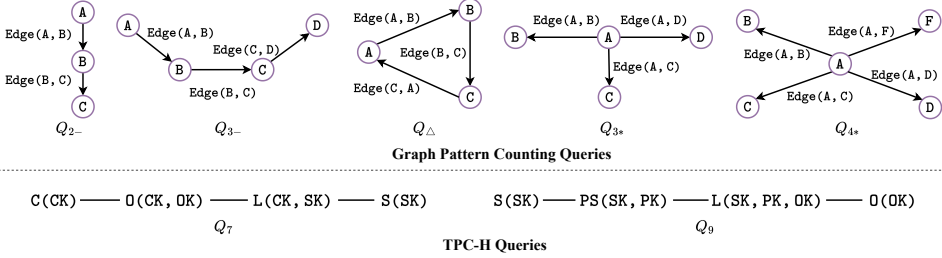 A
Edge(A, B)
B
Edge(B, C)
C
Q2−
A
Edge(A, B)
B
Edge(B, C)
C
Edge(C, D)
D
Q3−
A
Edge(A, B)
B
Edge(B, C)
C
Edge(C, A)
Q△
B
Edge(A, B)
A
Edge(A, D)
D
Edge(A, C)
C
Q3*
B
Edge(A, B)
A
Edge(A, F)
F
Edge(A, C)
C
Edge(A, D)
D
Q4*
Graph Pattern Counting Queries
C(CK) O(CK, OK) L(CK, SK) S(SK)
Q7
S(SK) PS(SK, PK) L(SK, PK, OK) O(OK)
Q9
TPC-H Queries